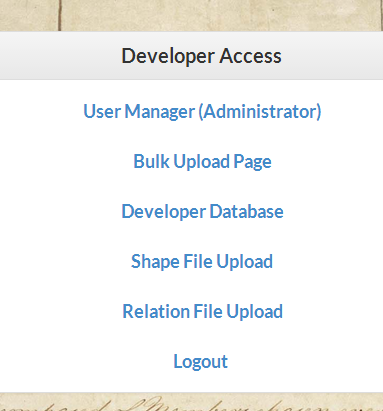 Developer Access
User Manager (Administrator)
Bulk Upload Page
Developer Database
Shape File Upload
Relation File Upload
Logout